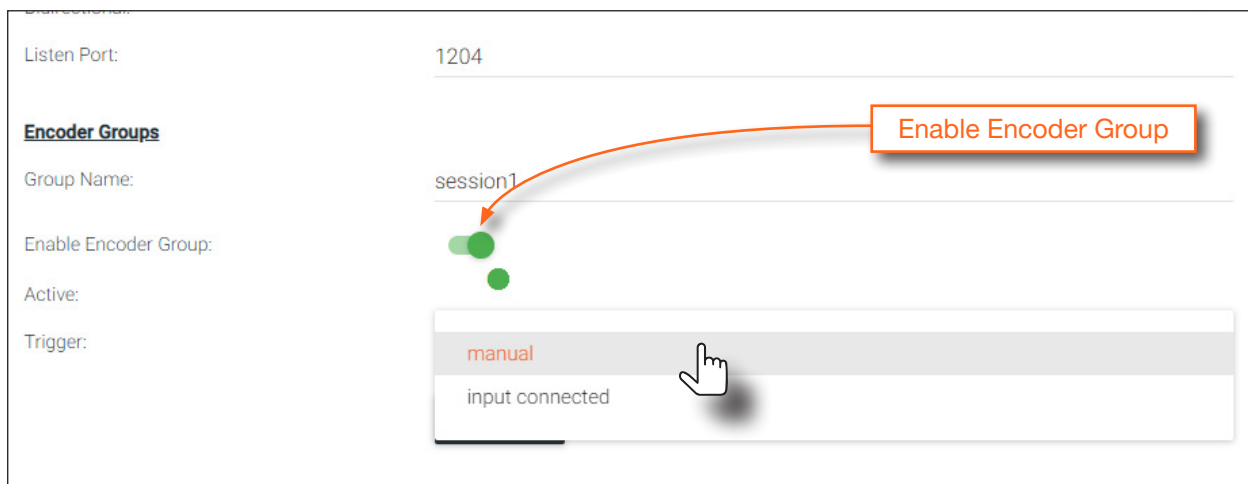 Listen Port:
1204
Encoder Groups
Enable Encoder Group
Group Name:
session1
Enable Encoder Group:
Active:
Trigger:
manual
input connected